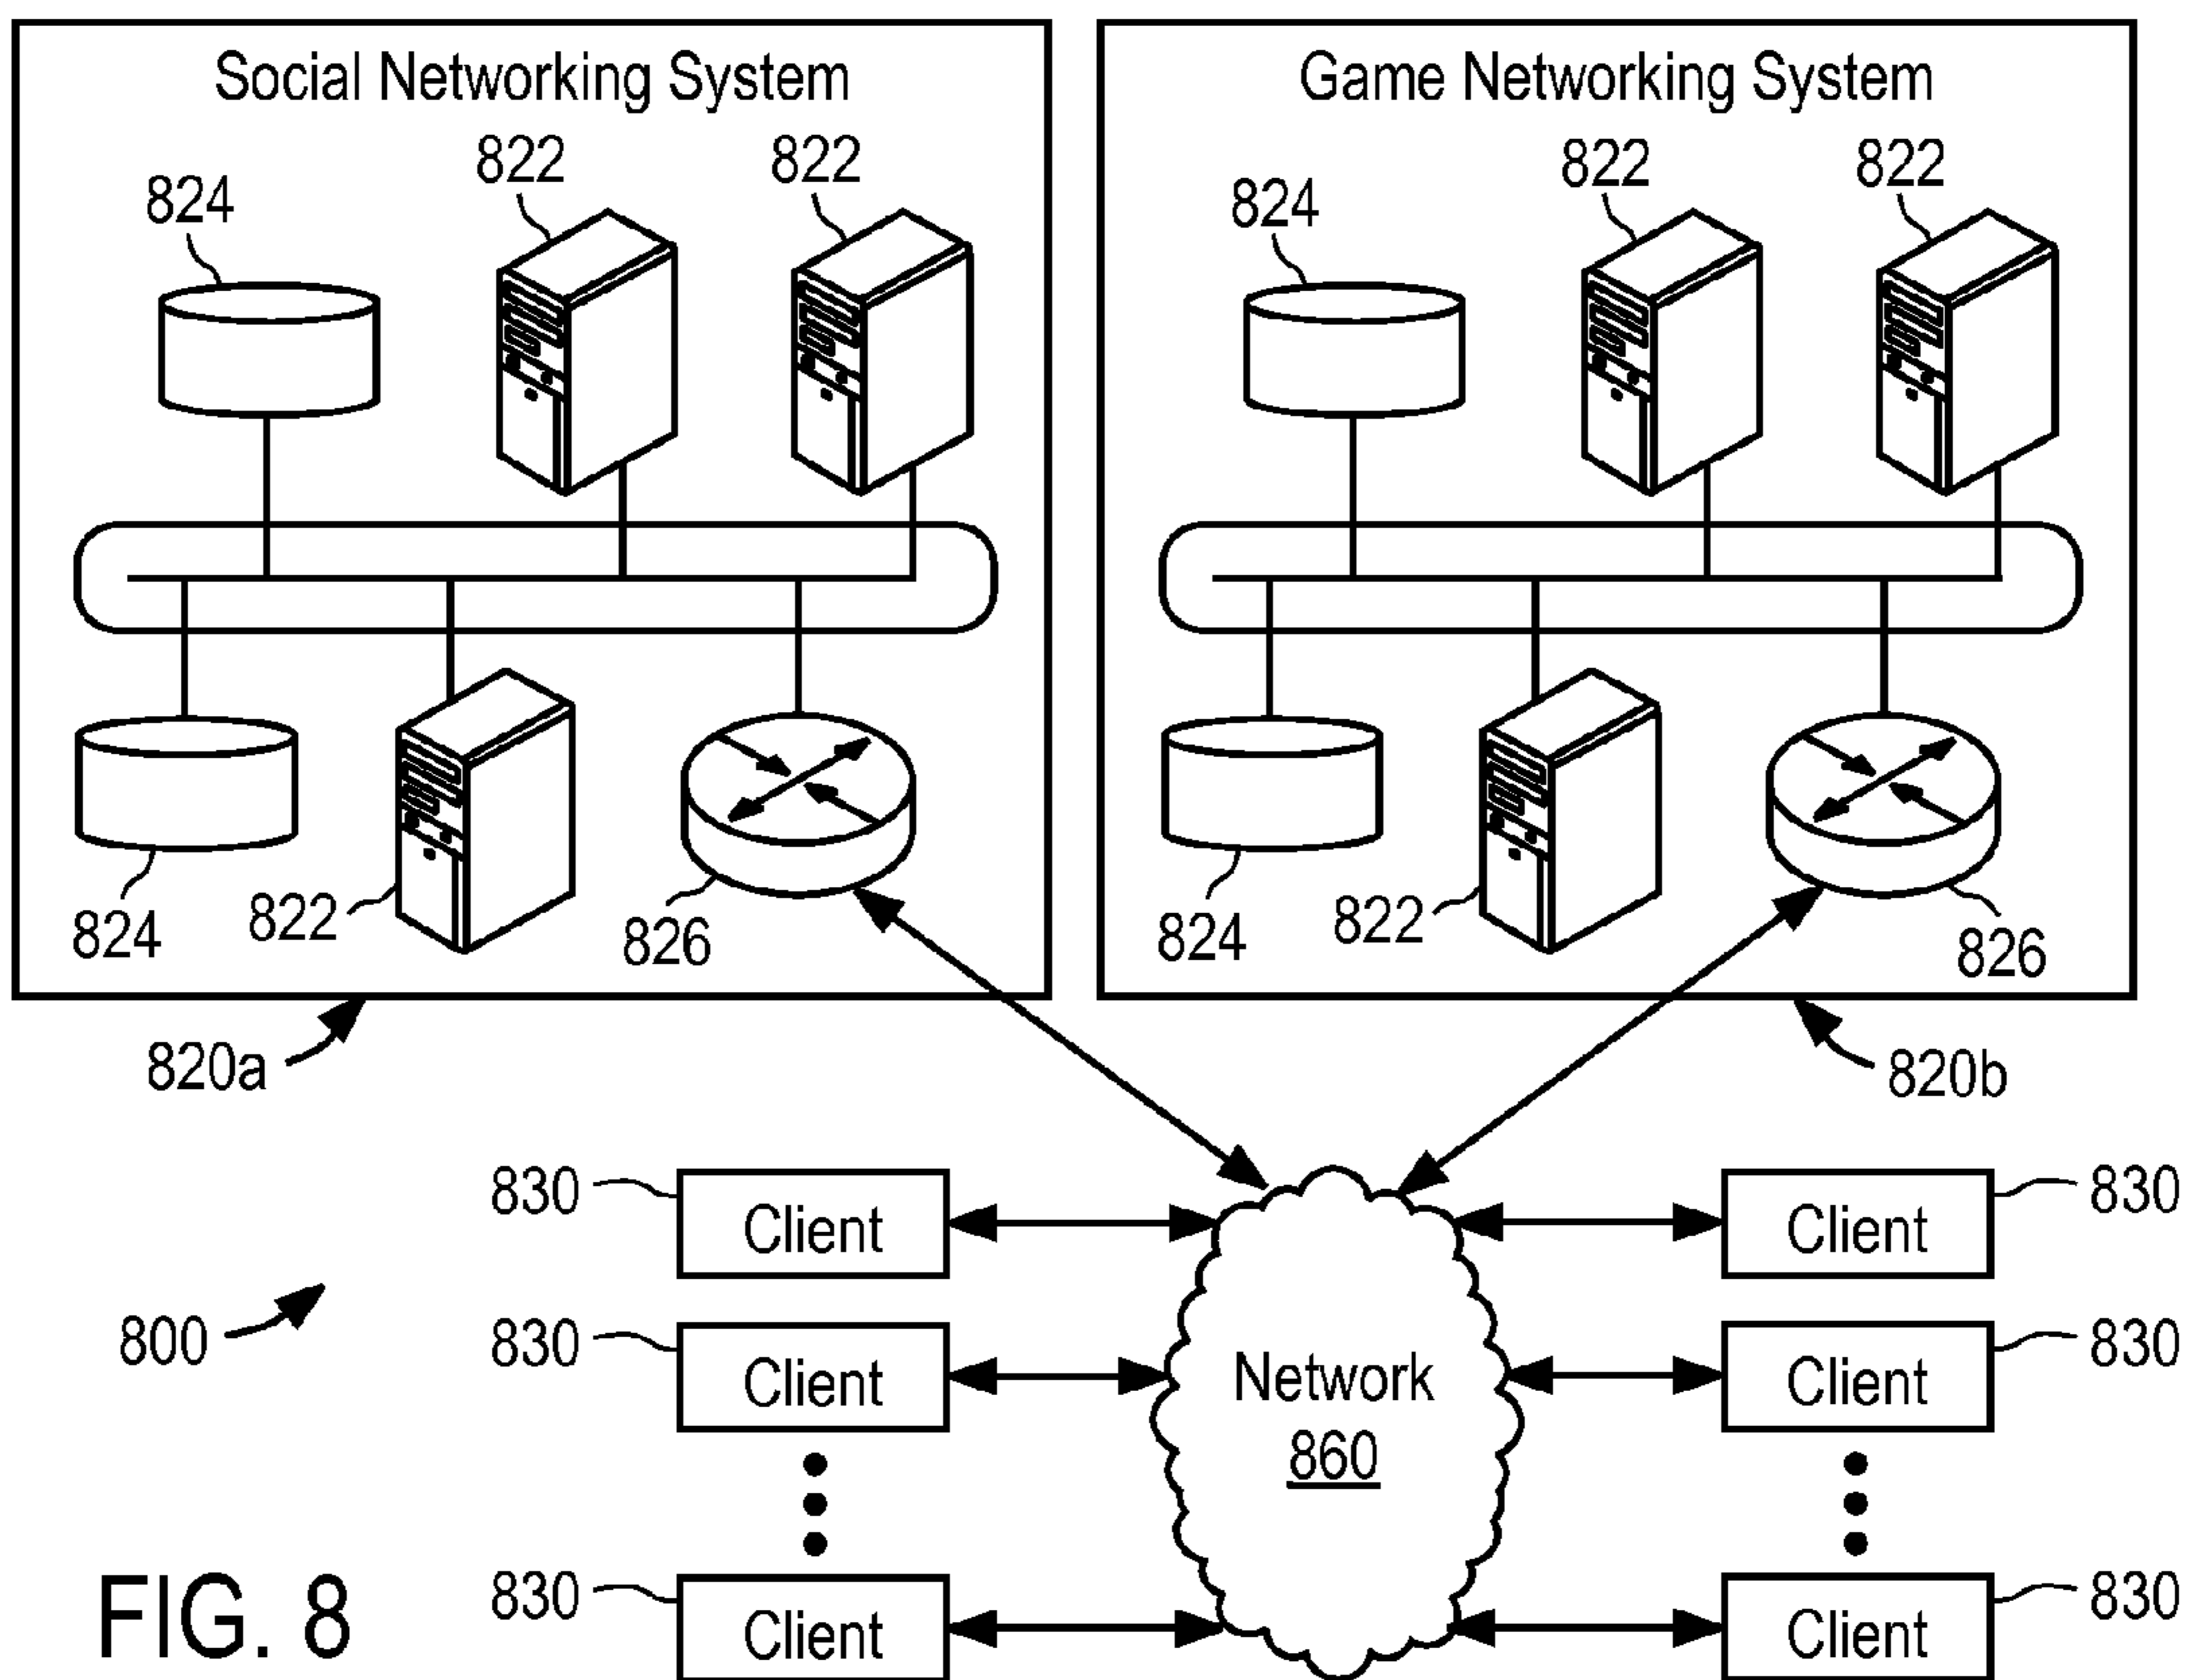 Social Networking System
822
822
824
824
822
826
820a
Game Networking System
822
822
824
824
822
826
820b
830
Client
830
Client
830
Client
Network
860
Client
830
Client
830
Client
830
800
FIG. 8